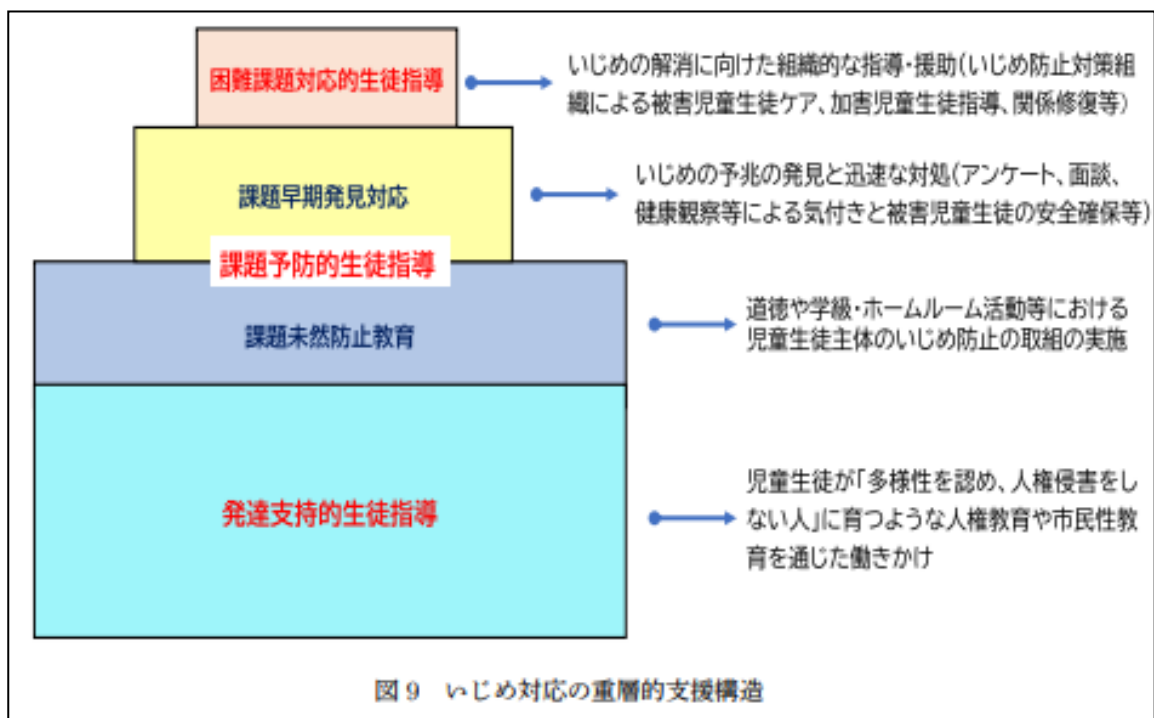 困難課題対応的生徒指導
いじめの解消に向けた組織的な指導・援助(いじめ防止対策組
織による被害児童生徒ケア、加害児童生徒指導、関係修復等)
課題早期発見対応
いじめの予兆の発見と迅速な対処(アンケート、面談、
健康観察等による気付きと被害児童生徒の安全確保等)
課題予防的生徒指導
課題未然防止教育
道徳や学級・ホームルーム活動等における
児童生徒主体のいじめ防止の取組の実施
発達支持的生徒指導
児童生徒が「多様性を認め、人権侵害をし
ない人」に育つような人権教育や市民性教
育を通じた働きかけ
図9 いじめ対応の重層的支援構造